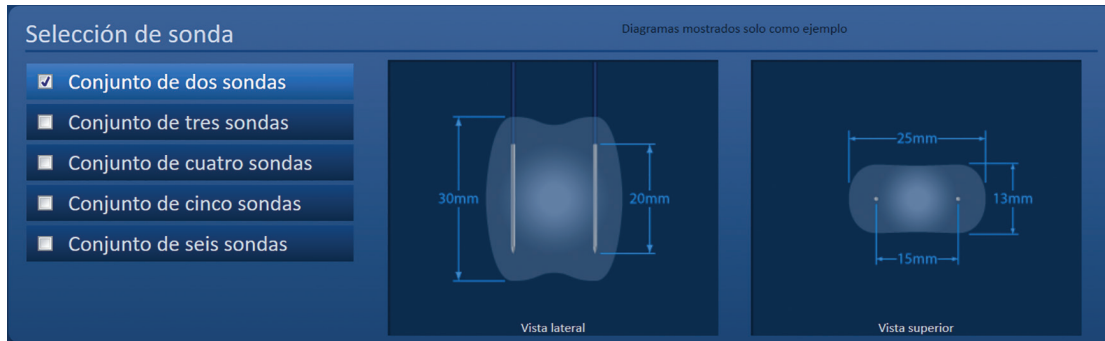 Selección de sonda
Diagramas mostrados solo como ejemplo
Conjunto de dos sondas
Conjunto de tres sondas
Conjunto de cuatro sondas
Conjunto de cinco sondas
Conjunto de seis sondas
30mm
20mm
Vista lateral
25mm
13mm
15mm
Vista superior